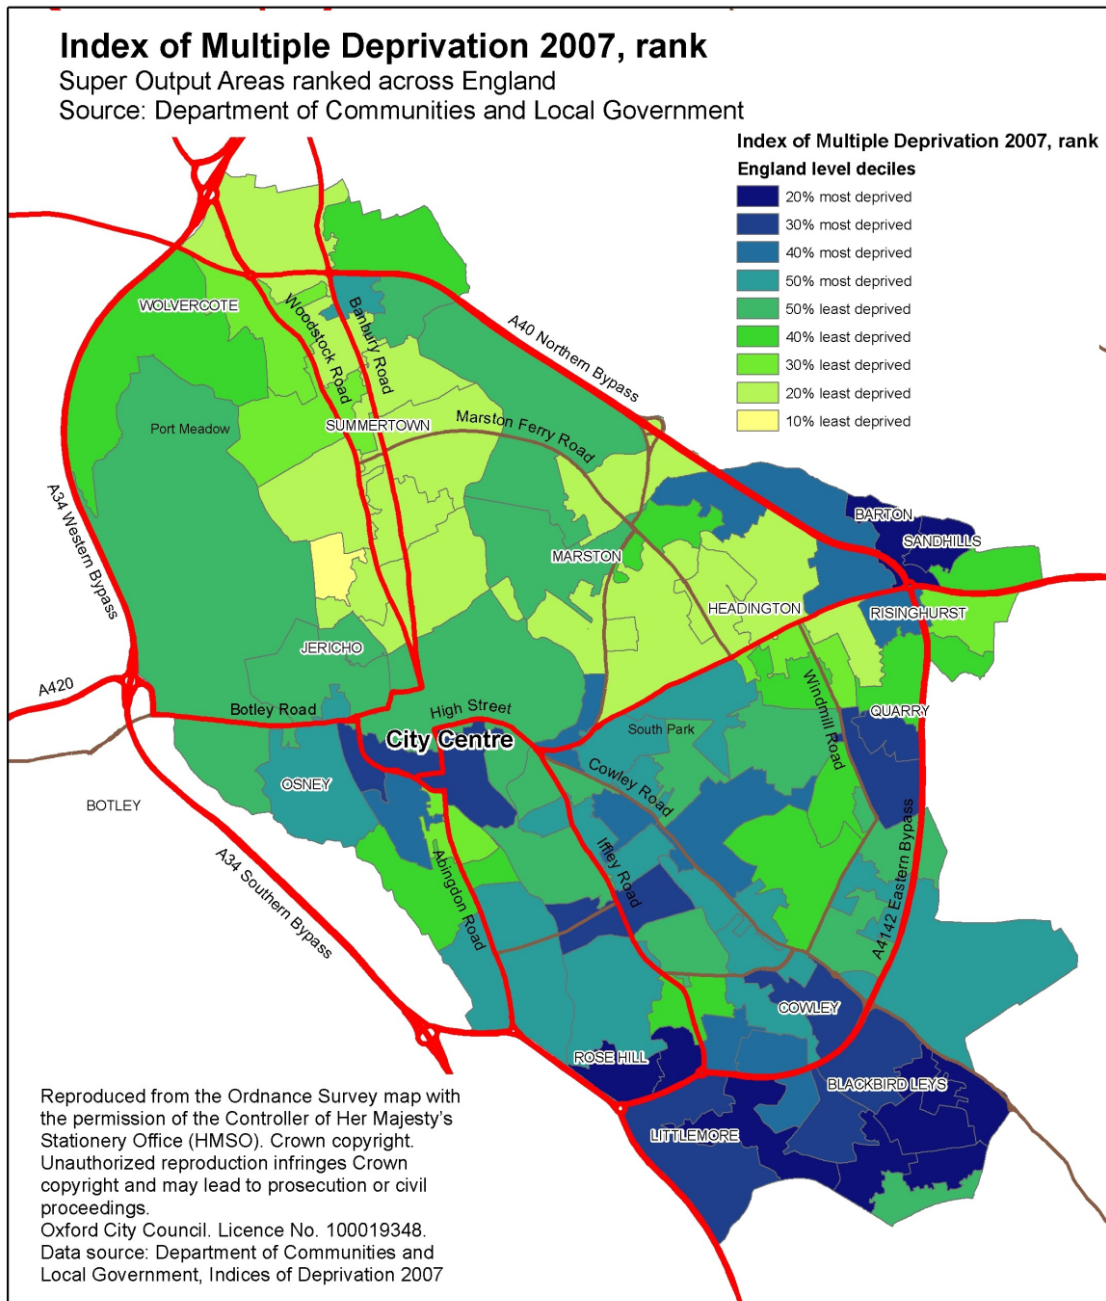 Index of Multiple Deprivation 2007, rank
Super Output Areas ranked across England
Source: Department of Communities and Local Government
Index of Multiple Deprivation 2007, rank
England level deciles
20% most deprived
30% most deprived
40% most deprived
50% most deprived
50% least deprived
40% least deprived
30% least deprived
20% least deprived
10% least deprived
WOLVERCOTE
Woodstock Road
Banbury Road
A40 Northern Bypass
Port Meadow
SUMMERTOWN
Marston Ferry Road
A34 Western Bypass
BARTON
SANDHILLS
MARSTON
HEADINGTON
RISINGHURST
JERICHO
A420
Botley Road
High Street
City Centre
South Park
Windmill Road
QUARRY
OSNEY
BOTLEY
Cowley Road
Iffley Road
Abingdon Road
A34 Southern Bypass
A4142 Eastern Bypass
COWLEY
ROSE HILL
BLACKBIRD LEYS
LITTLEMORE
Reproduced from the Ordnance Survey map with
the permission of the Controller of Her Majesty's
Stationery Office (HMSO). Crown copyright.
Unauthorized reproduction infringes Crown
copyright and may lead to prosecution or civil
proceedings.
Oxford City Council. Licence No. 100019348.
Data source: Department of Communities and
Local Government, Indices of Deprivation 2007